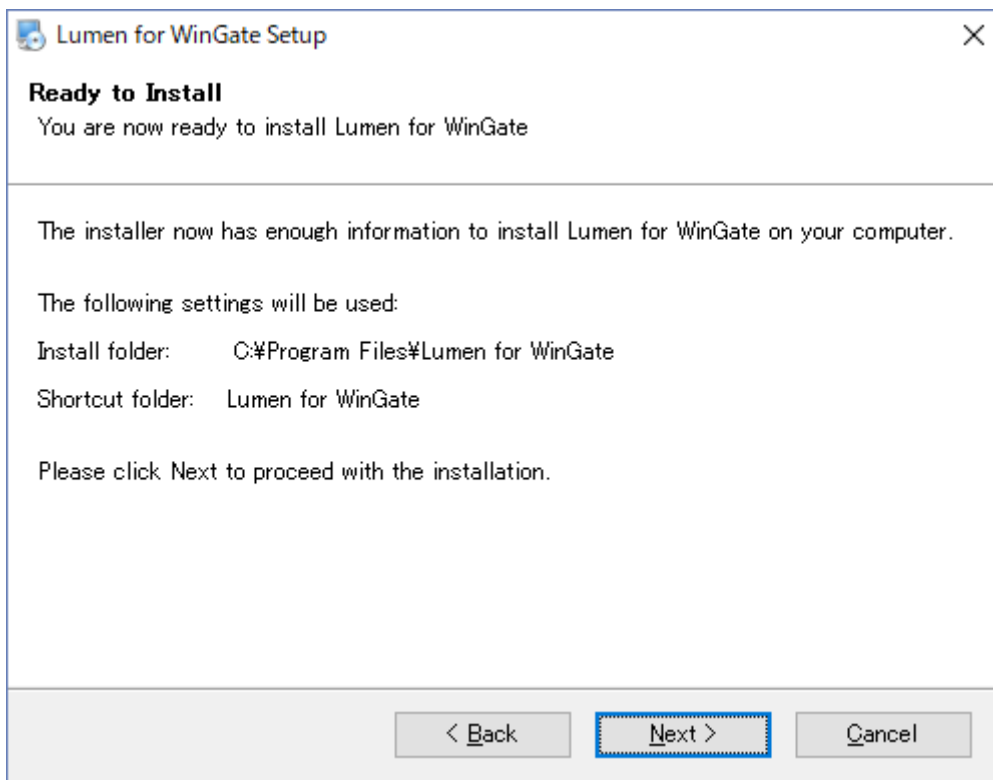 Lumen for WinGate Setup
Ready to Install
You are now ready to install Lumen for WinGate
The installer now has enough information to install Lumen for WinGate on your computer.
The following settings will be used:
Install folder: C:¥Program Files¥Lumen for WinGate
Shortcut folder: Lumen for WinGate
Please click Next to proceed with the installation.
< Back Next > Cancel